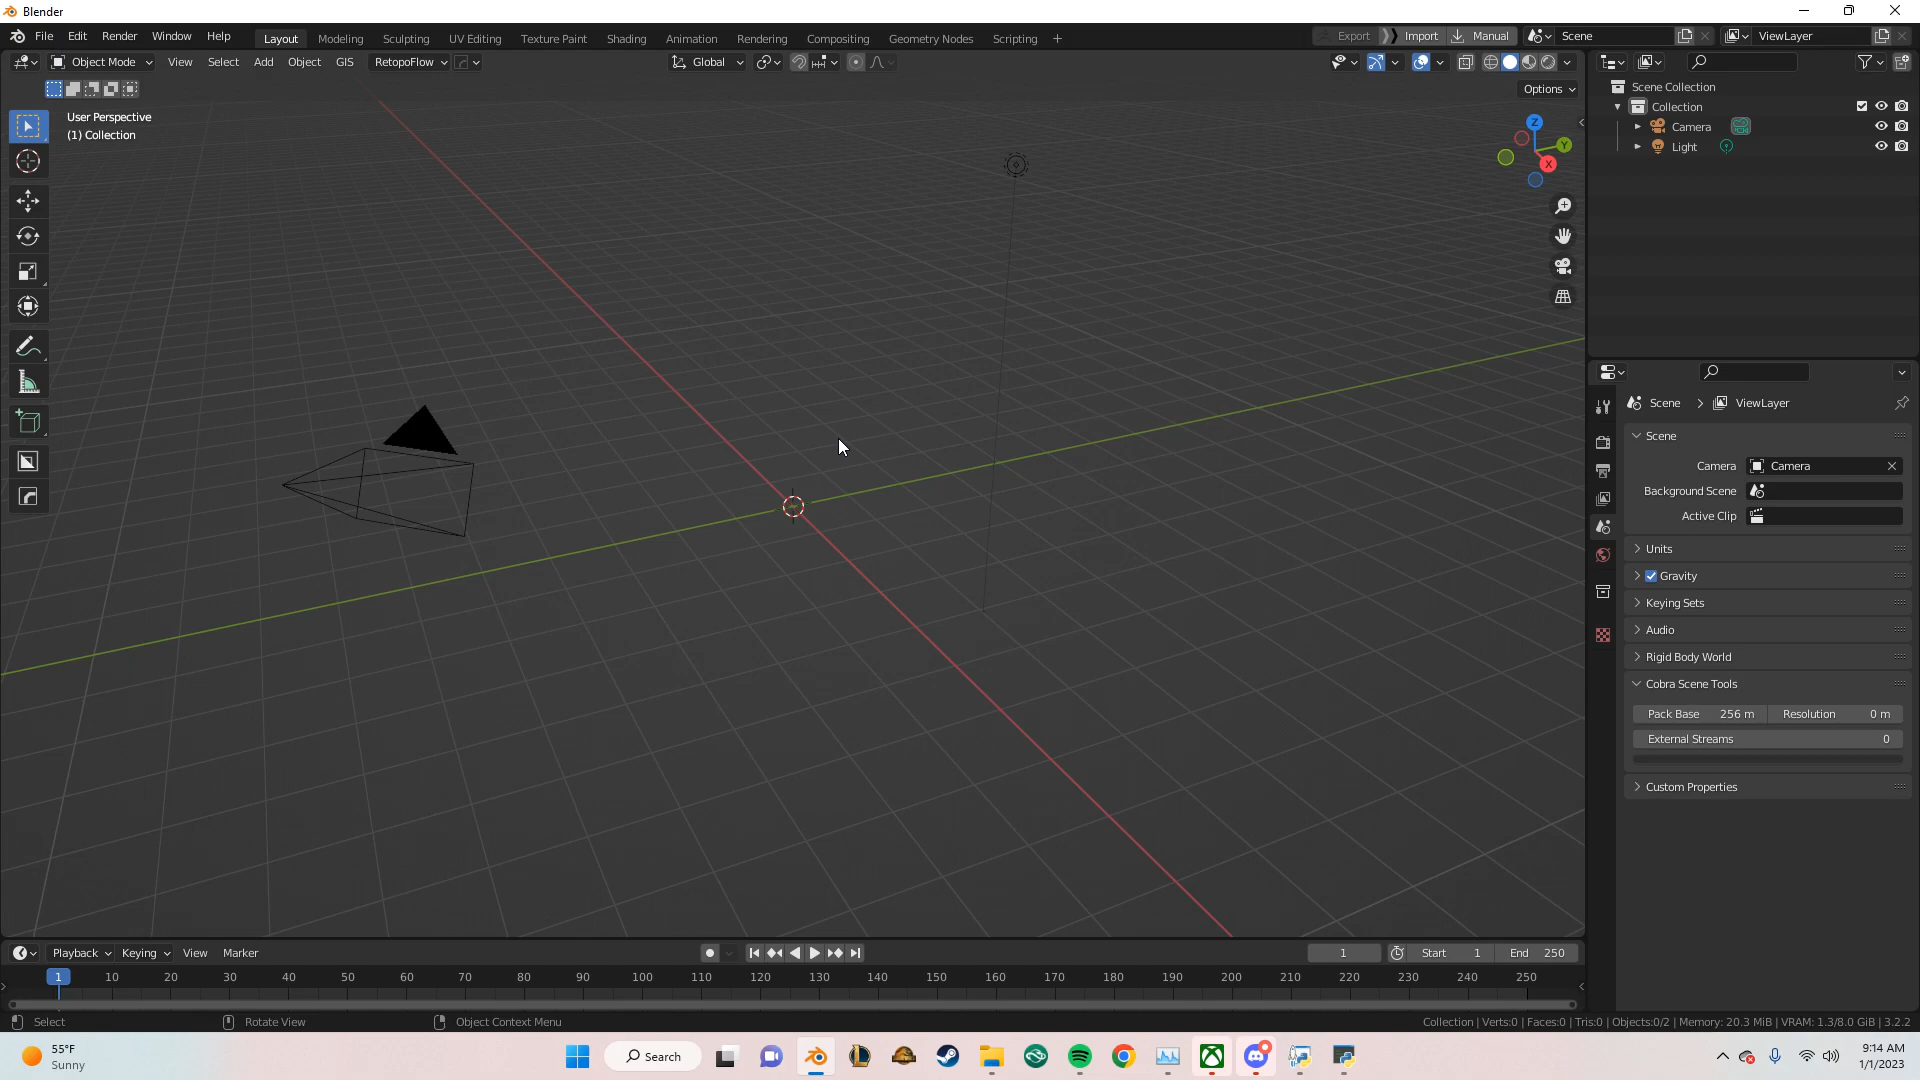 Blender
File Edit Render Window Help Layout Modeling Sculpting UV Editing Texture Paint Shading Animation Rendering Compositing Geometry Nodes Scripting + Export Import Manual Scene ViewLayer
Object Mode View Select Add Object GIS RetopoFlow Global
Options
User Perspective
(1) Collection
Z
Y
X
Scene Collection
Collection
Camera
Light
Scene > ViewLayer
Scene
Camera Camera
Background Scene
Active Clip
Units
Gravity
Keying Sets
Audio
Rigid Body World
Cobra Scene Tools
Pack Base 256 m Resolution 0 m
External Streams 0
Custom Properties
Playback Keying View Marker 1 Start 1 End 250
1 10 20 30 40 50 60 70 80 90 100 110 120 130 140 150 160 170 180 190 200 210 220 230 240 250
Select Rotate View Object Context Menu Collection | Verts:0 | Faces:0 | Tris:0 | Objects:0/2 | Memory: 20.3 MiB | VRAM: 1.3/8.0 GiB | 3.2.2
55°F
Sunny
Search
9:14 AM
1/1/2023